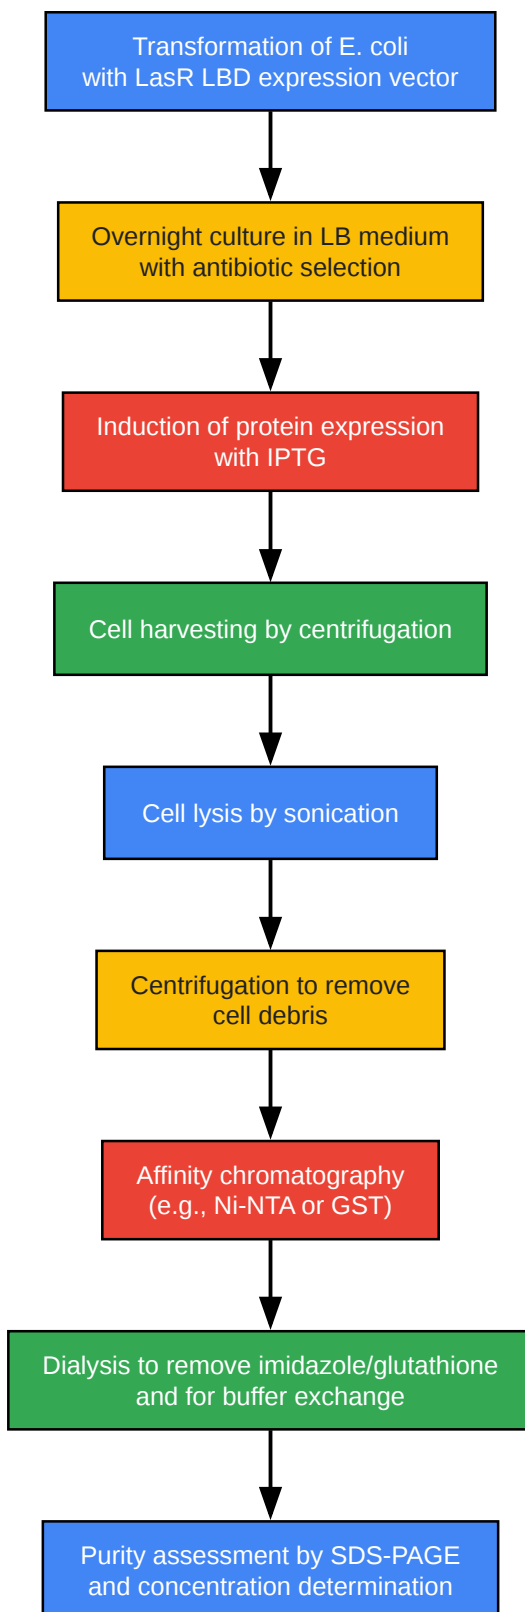 Transformation of E. coli
with LasR LBD expression vector
Overnight culture in LB medium
with antibiotic selection
Induction of protein expression
with IPTG
Cell harvesting by centrifugation
Cell lysis by sonication
Centrifugation to remove
cell debris
Affinity chromatography
(e.g., Ni-NTA or GST)
Dialysis to remove imidazole/glutathione
and for buffer exchange
Purity assessment by SDS-PAGE
and concentration determination